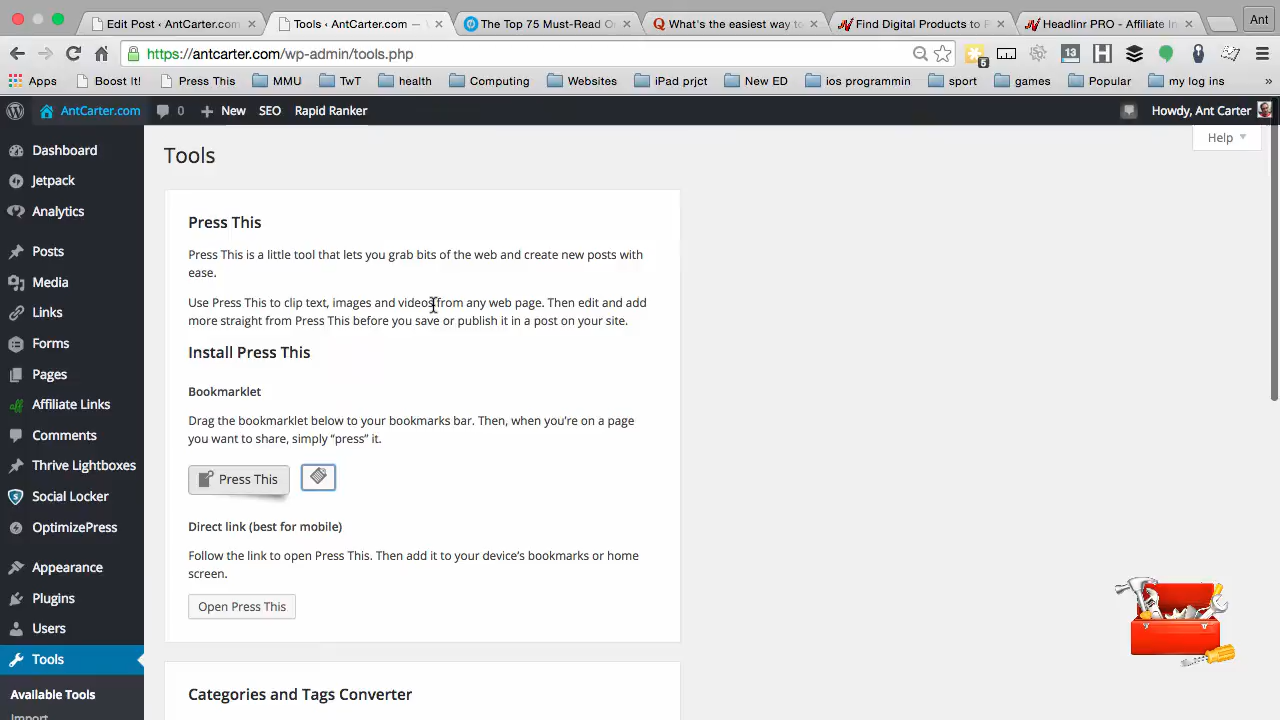 Edit Post ‹ AntCarter.com
Tools ‹ AntCarter.com —
The Top 75 Must-Read O
What's the easiest way to
Find Digital Products to P
Headlinr PRO - Affiliate In
Ant
https://antcarter.com/wp-admin/tools.php
5
13
Apps
Boost It!
Press This
MMU
TwT
health
Computing
Websites
iPad prjct
New ED
ios programmin
sport
games
Popular
my log ins
»
AntCarter.com
0
New
SEO
Rapid Ranker
Howdy, Ant Carter
Help
Dashboard
Jetpack
Analytics
Posts
Media
Links
Forms
Pages
Affiliate Links
Comments
Thrive Lightboxes
Social Locker
OptimizePress
Appearance
Plugins
Users
Tools
Available Tools
Import
Tools
Press This
Press This is a little tool that lets you grab bits of the web and create new posts with
ease.
Use Press This to clip text, images and videos from any web page. Then edit and add
more straight from Press This before you save or publish it in a post on your site.
Install Press This
Bookmarklet
Drag the bookmarklet below to your bookmarks bar. Then, when you're on a page
you want to share, simply “press” it.
Press This
Direct link (best for mobile)
Follow the link to open Press This. Then add it to your device's bookmarks or home
screen.
Open Press This
Categories and Tags Converter